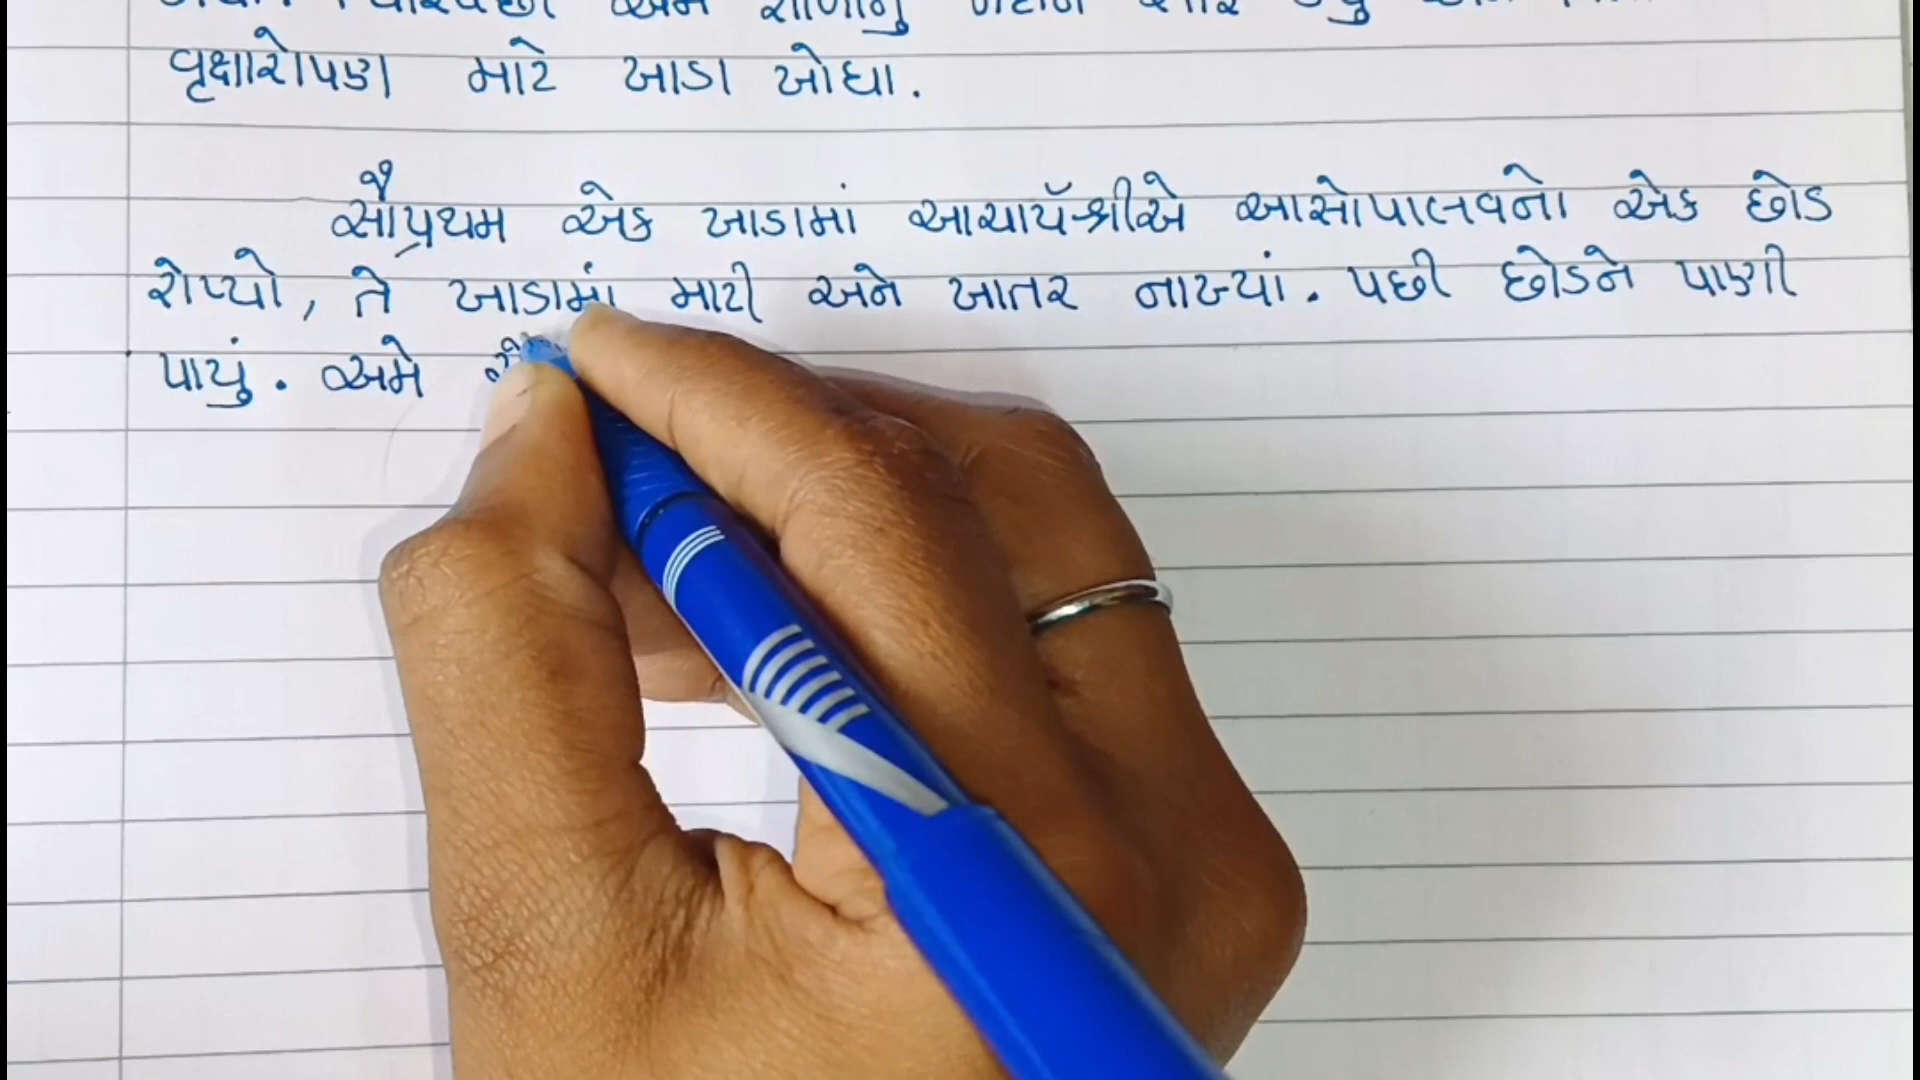 વૃક્ષારોપણ માટે ખાડા ખોદ્યા.
સૌપ્રથમ એક ખાડામાં આચાર્યશ્રીએ આસોપાલવનો એક છોડ
રોપ્યો, તે ખાડામાં માટી અને ખાતર નાખ્યાં. પછી છોડને પાણી
પાયું. અમે